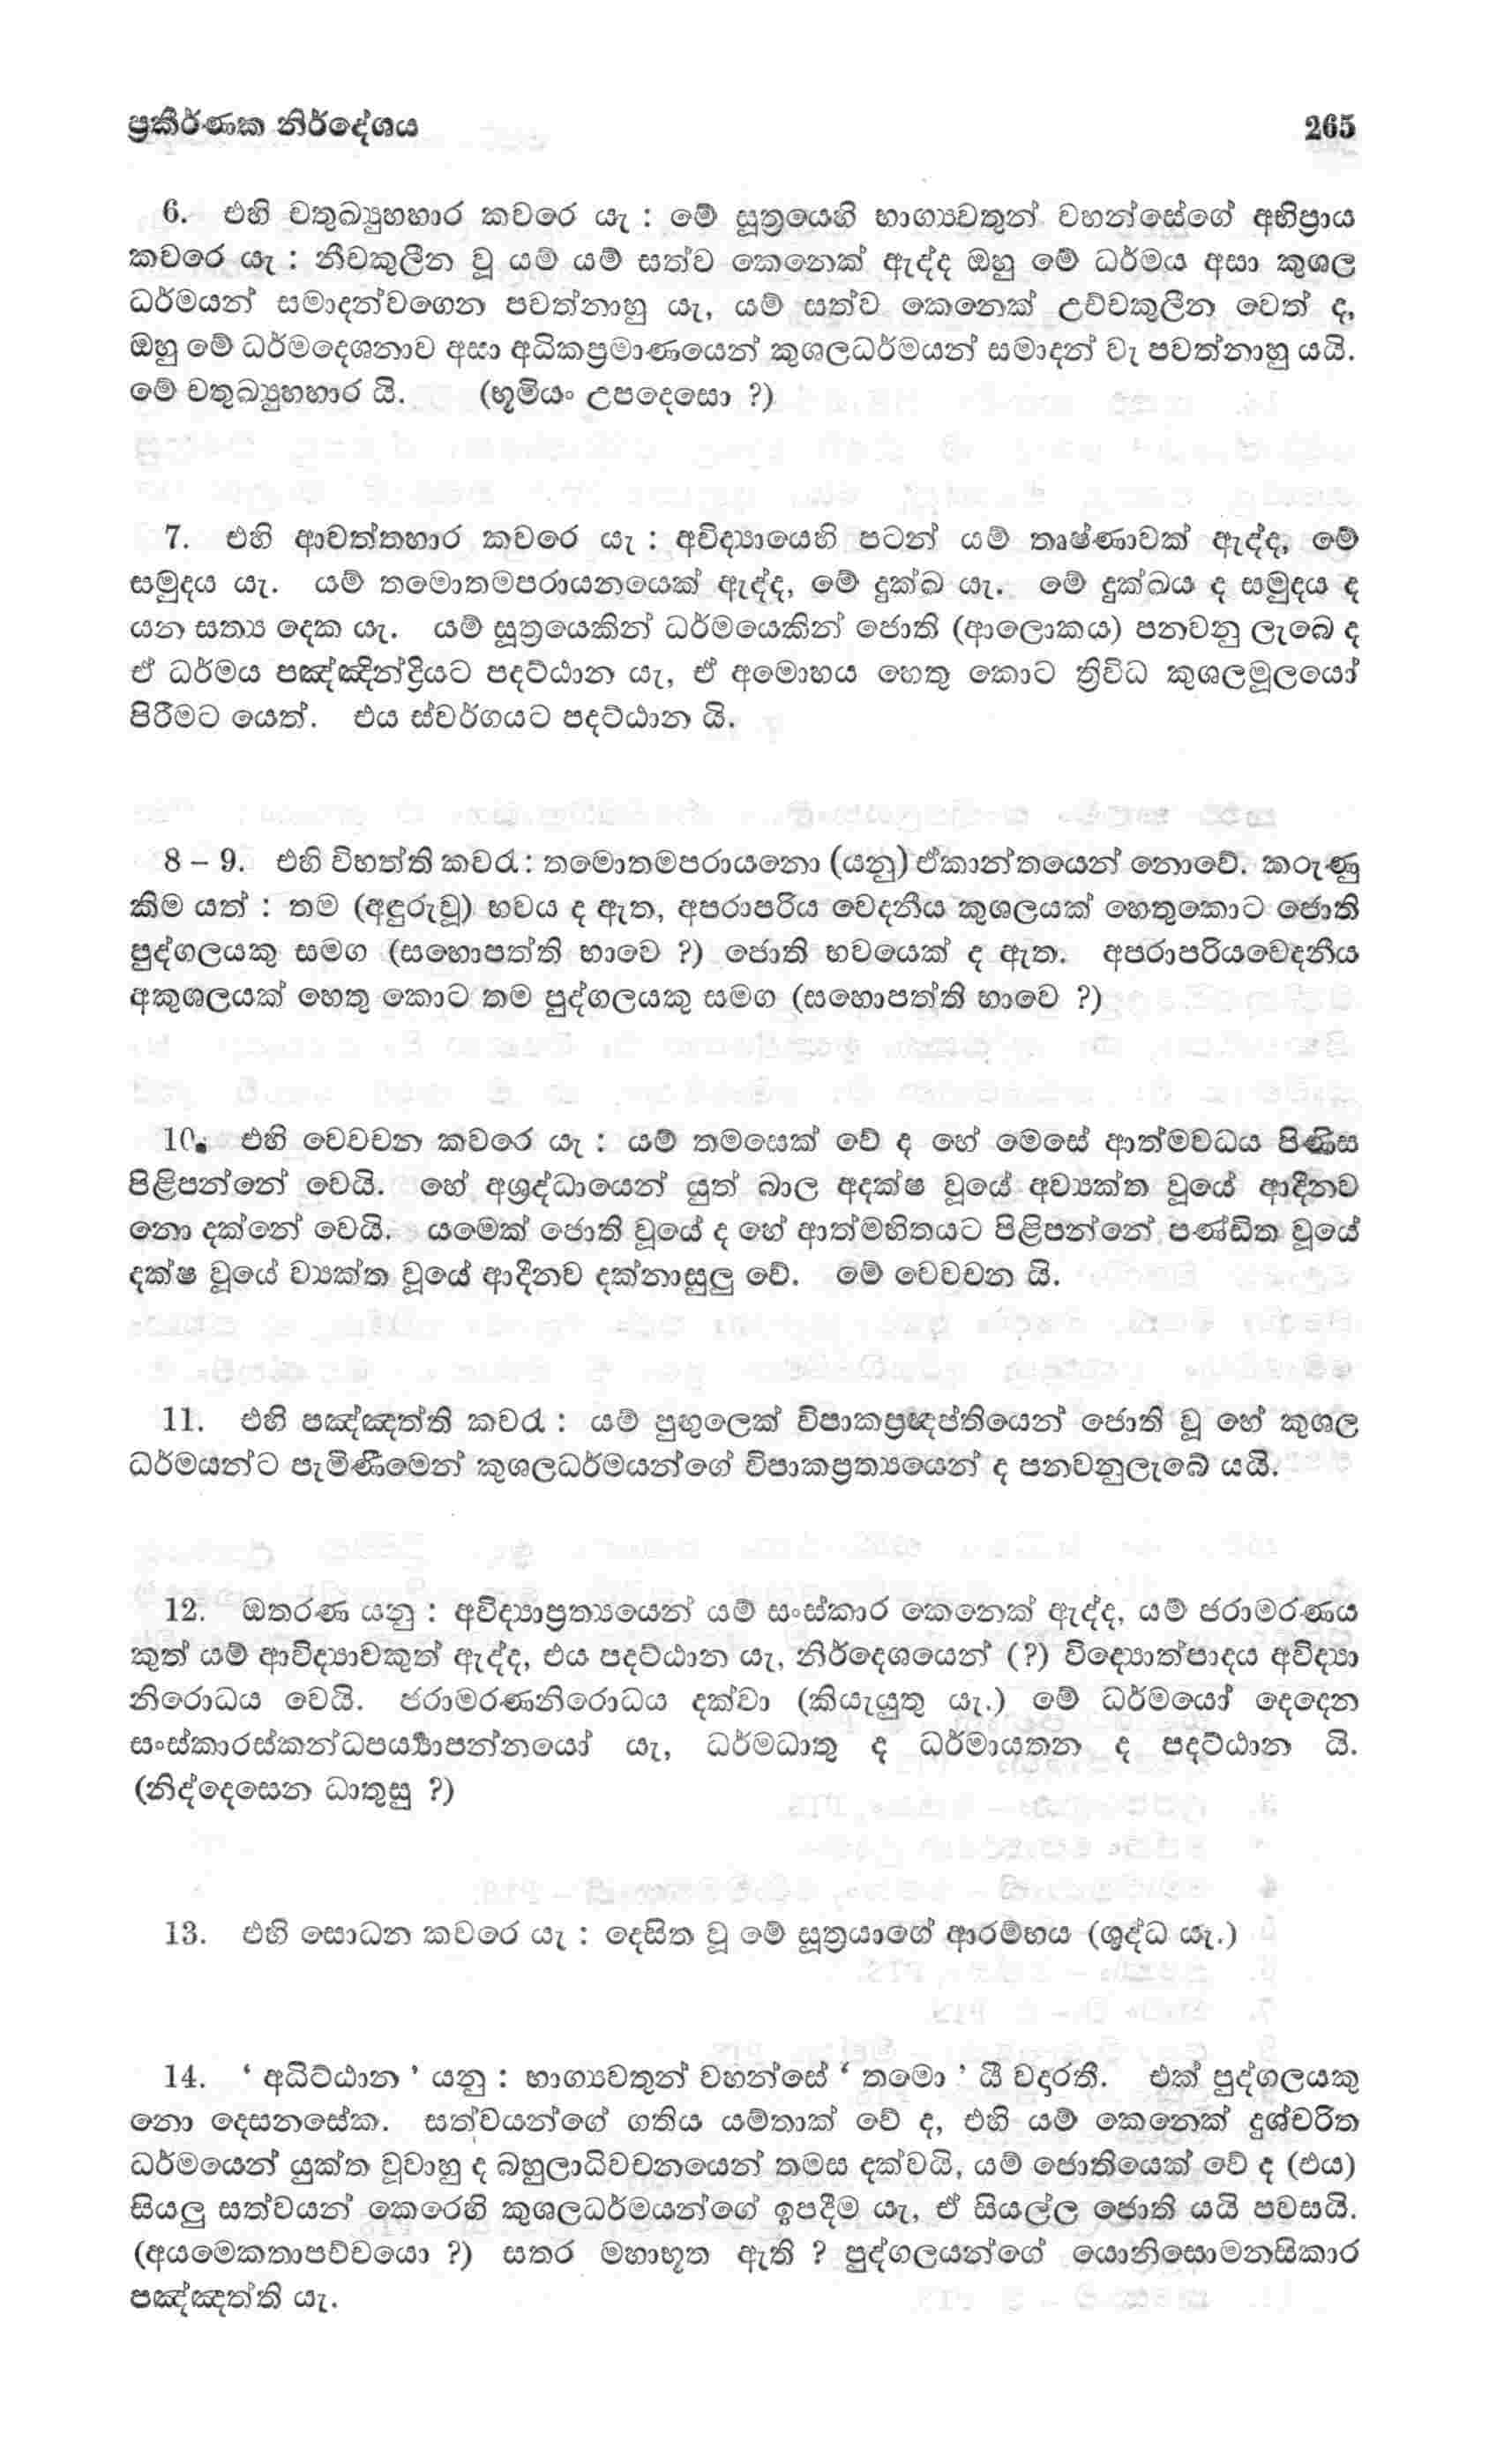 ප්‍රකීර්ණක නිර්දේශය 265
6. එහි චතුඛ්‍යුහහාර කවරෙ යැ : මේ සූත්‍රයෙහි භාග්‍යවතුන් වහන්සේගේ අභිප්‍රාය
කවරෙ යැ : නීචකුලීන වූ යම් යම් සත්ව කෙනෙක් ඇද්ද ඔහු මේ ධර්මය අසා කුශල
ධර්මයන් සමාදන්වගෙන පවත්නාහු යැ, යම් සත්ව කෙනෙක් උච්චකුලීන වෙත් ද,
ඔහු මේ ධර්මදෙශනාව අසා අධිකප්‍රමාණයෙන් කුශලධර්මයන් සමාදන් වැ පවත්නාහු යයි.
මේ චතුඛ්‍යුහහාර යි. (භූමියං උපදෙසො ?)
7. එහි ආවත්තහාර කවරෙ යැ : අවිද්‍යායෙහි පටන් යම් තෘෂ්ණාවක් ඇද්ද, මේ
සමුදය යැ. යම් තමොතමපරායනයෙක් ඇද්ද, මේ දුක්ඛ යැ. මේ දුක්ඛය ද සමුදය ද
යන සත්‍ය දෙක යැ. යම් සූත්‍රයෙකින් ධර්මයෙකින් ජොති (ආලොකය) පනවනු ලැබෙ ද
ඒ ධර්මය පඤ්ඤින්ද්‍රියට පදට්ඨාන යැ, ඒ අමොහය හෙතු කොට ත්‍රිවිධ කුශලමූලයෝ
පිරීමට යෙත්. එය ස්වර්ගයට පදට්ඨාන යි.
8 – 9. එහි විභත්ති කවරැ : තමොතමපරායනො (යනු) ඒකාන්තයෙන් නොවේ. කරුණු
කිම යත් : තම (අඳුරුවූ) භවය ද ඇත, අපරාපරිය වෙදනීය කුශලයක් හෙතුකොට ජොති
පුද්ගලයකු සමග (සහොපත්ති භාවෙ ?) ජොති භවයෙක් ද ඇත. අපරාපරියවෙදනීය
අකුශලයක් හෙතු කොට තම පුද්ගලයකු සමග (සහොපත්ති භාවෙ ?)
10. එහි වෙවචන කවරෙ යැ : යම් තමසෙක් වේ ද හේ මෙසේ ආත්මවධය පිණිස
පිළිපන්නේ වෙයි. හේ අශ්‍රද්ධායෙන් යුත් බාල අදක්ෂ වූයේ අව්‍යක්ත වූයේ ආදීනව
නො දක්නේ වෙයි. යමෙක් ජොති වූයේ ද හේ ආත්මහිතයට පිළිපන්නේ පණ්ඩිත වූයේ
දක්ෂ වූයේ ව්‍යක්ත වූයේ ආදීනව දක්නාසුලු වේ. මේ වෙවචන යි.
11. එහි පඤ්ඤත්ති කවරැ : යම් පුඟුලෙක් විපාකප්‍රඥප්තියෙන් ජොති වූ හේ කුශල
ධර්මයන්ට පැමිණීමෙන් කුශලධර්මයන්ගේ විපාකප්‍රත්‍යයෙන් ද පනවනුලැබේ යයි.
12. ඔතරණ යනු : අවිද්‍යාප්‍රත්‍යයෙන් යම් සංස්කාර කෙනෙක් ඇද්ද, යම් ජරාමරණය
කුත් යම් ආවිද්‍යාවකුත් ඇද්ද, එය පදට්ඨාන යැ, නිර්දෙශයෙන් (?) විද්‍යොත්පාදය අවිද්‍යා
නිරොධය වෙයි. ජරාමරණනිරොධය දක්වා (කියැයුතු යැ.) මේ ධර්මයෝ දෙදෙන
සංස්කාරස්කන්ධපය්‍යාපන්නයෝ යැ, ධර්මධාතු ද ධර්මායතන ද පදට්ඨාන යි.
(නිද්දෙසෙන ධාතුසු ?)
13. එහි සොධන කවරෙ යැ : දෙසිත වූ මේ සූත්‍රයාගේ ආරම්භය (ශුද්ධ යැ.)
14. ‘ අධිට්ඨාන ’ යනු : භාග්‍යවතුන් වහන්සේ ‘ තමො ’ යී වදාරතී. එක් පුද්ගලයකු
නො දෙසනසේක. සත්වයන්ගේ ගතිය යම්තාක් වේ ද, එහි යම් කෙනෙක් දුශ්චරිත
ධර්මයෙන් යුක්ත වූවාහු ද බහුලාධිවචනයෙන් තමස දක්වයි, යම් ජොතියෙක් වේ ද (එය)
සියලු සත්වයන් කෙරෙහි කුශලධර්මයන්ගේ ඉපදීම යැ, ඒ සියල්ල ජොති යයි පවසයි.
(අයමෙකතාපච්චයො ?) සතර මහාභූත ඇති ? පුද්ගලයන්ගේ යොනිසොමනසිකාර
පඤ්ඤත්ති යැ.